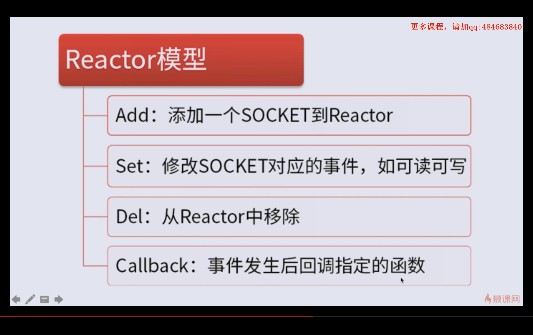 更多课程，请加qq:484683840
Reactor模型
Add：添加一个SOCKET到Reactor
Set：修改SOCKET对应的事件，如可读可写
Del：从Reactor中移除
Callback：事件发生后回调指定的函数
慕课网